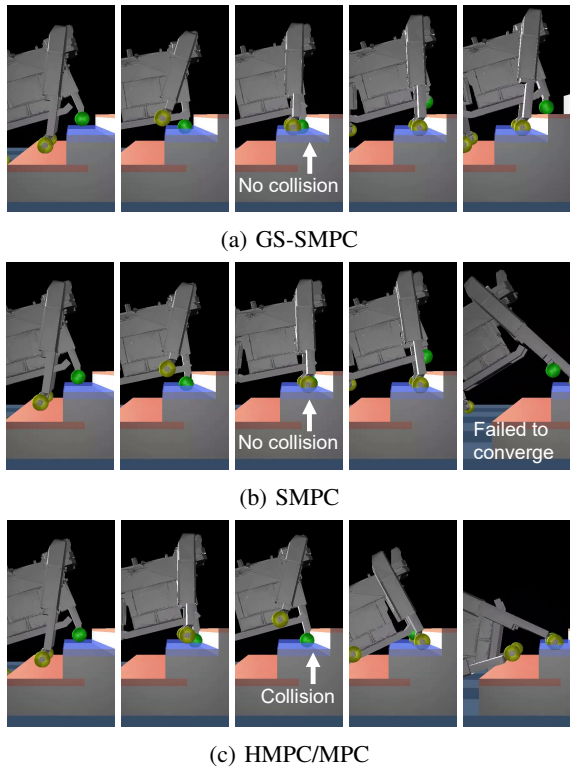 No collision
(a) GS-SMPC
No collision
Failed to
converge
(b) SMPC
Collision
(c) HMPC/MPC